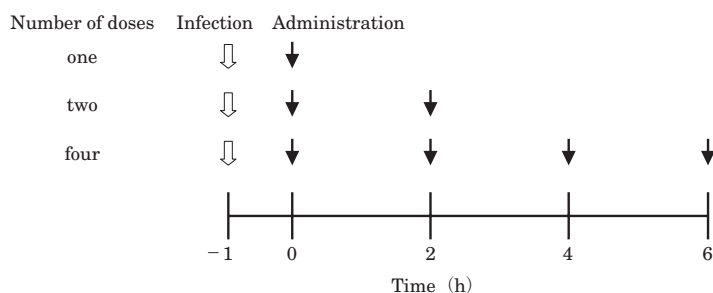 Number of doses Infection Administration
one
two
four
−1 0 2 4 6
Time (h)